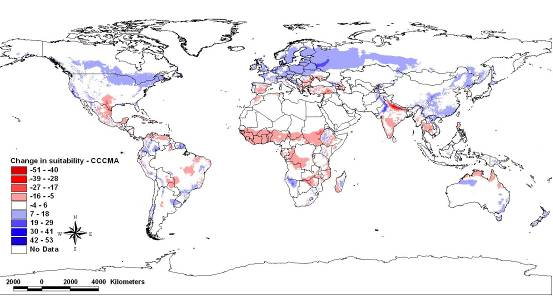 Change in suitability - CCCMA
-51 - -40
-39 - -28
-27 - -17
-16 - -5
-4 - 6
7 - 18
19 - 29
30 - 41
42 - 53
No Data
N
W E
S
2000 0 2000 4000 Kilometers